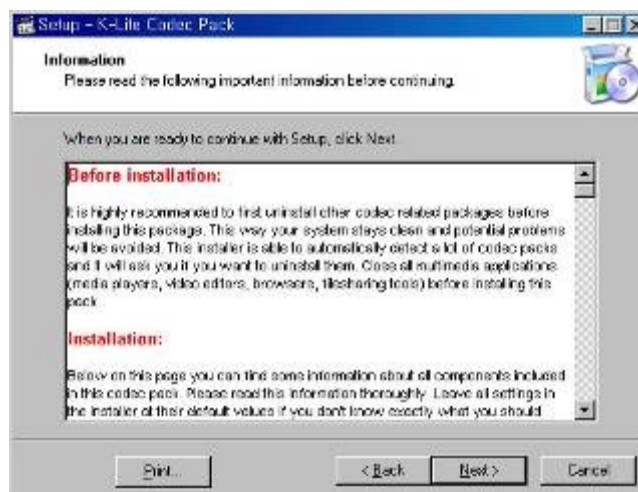 Setup - K-Lite Codec Pack
Information
Please read the following important information before continuing.
When you are ready to continue with Setup, click Next.
Before installation:
It is highly recommended to first uninstall other codec related packages before
installing this package. This way your system stays clean and potential problems
will be avoided. This installer is able to automatically detect a lot of codec packs
and it will ask you if you want to uninstall them. Close all multimedia applications
(media players, video editors, browsers, filesharing tools) before installing this
pack.
Installation:
Below on this page you can find some information about all components included
in this codec pack. Please read this information thoroughly. Leave all settings in
the installer at their default values if you don't know exactly what you should
Print...
< Back
Next >
Cancel